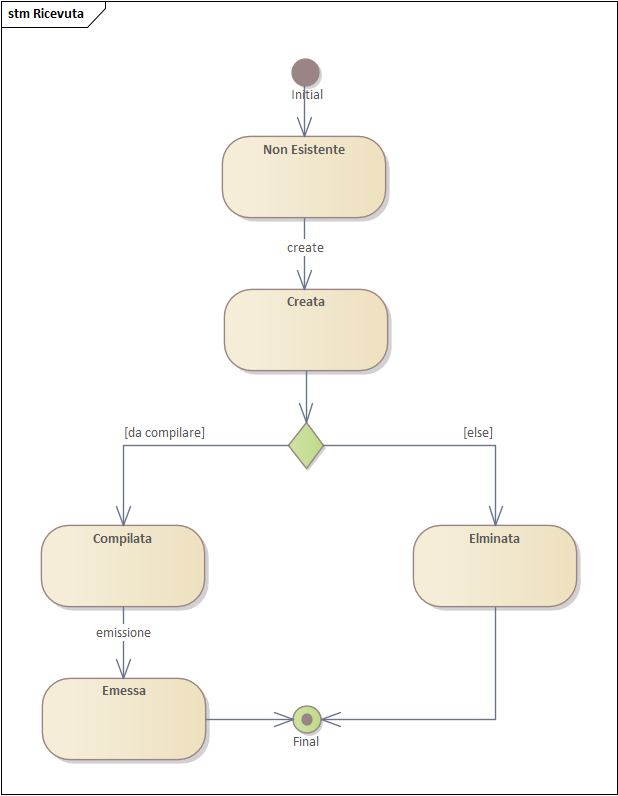 stm Ricevuta
Initial
Non Esistente
create
Creata
[da compilare]
[else]
Compilata
Elminata
emissione
Emessa
Final